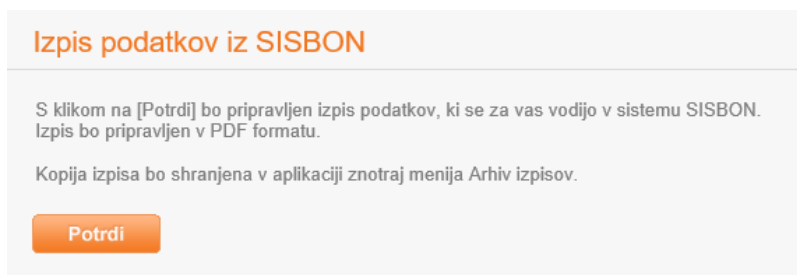 Izpis podatkov iz SISBON
S klikom na [Potrdi] bo pripravljen izpis podatkov, ki se za vas vodijo v sistemu SISBON.
Izpis bo pripravljen v PDF formatu.
Kopija izpisa bo shranjena v aplikaciji znotraj menija Arhiv izpisov.
Potrdi